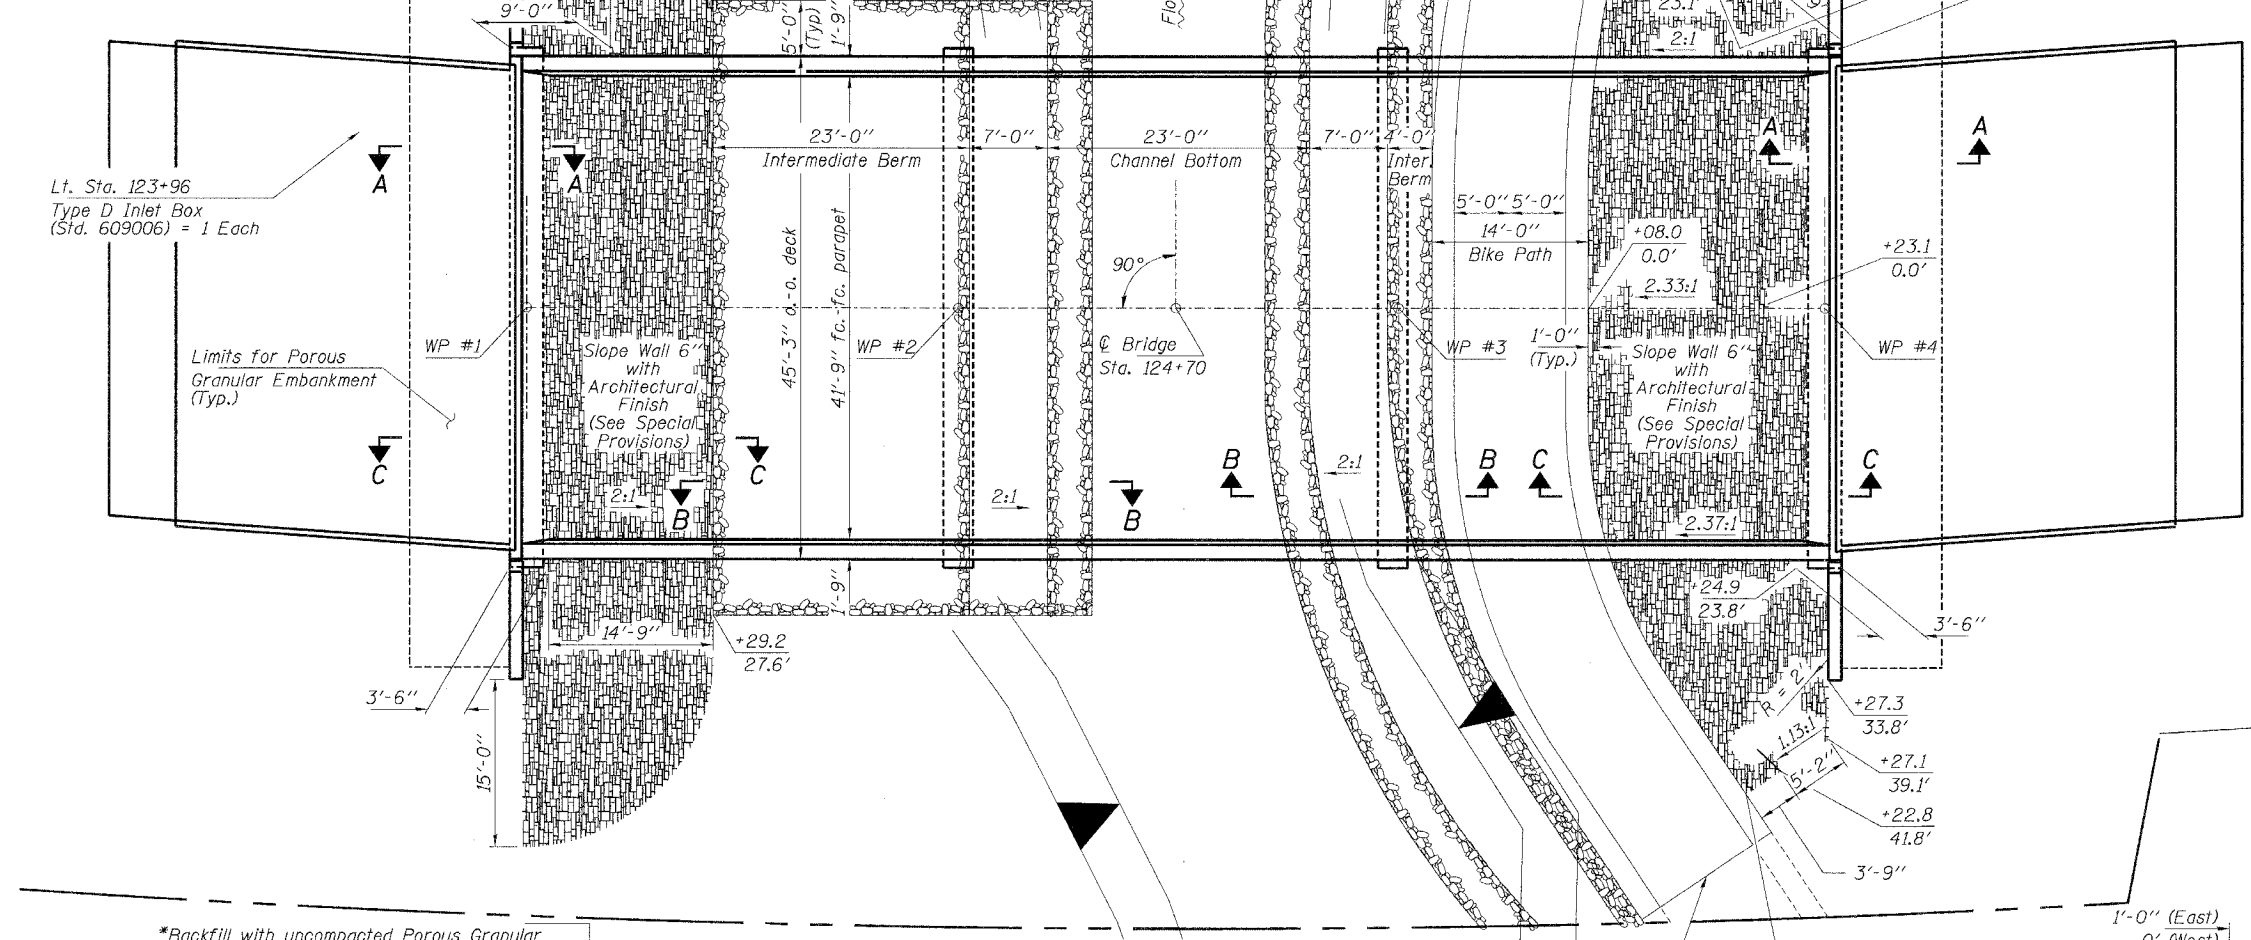 9'-0"
5'-0"
(Typ)
1'-9"
Flo
23.1'
2:1
A
A
Lt. Sta. 123+96
Type D Inlet Box
(Std. 609006) = 1 Each
23'-0"
Intermediate Berm
7'-0"
23'-0"
Channel Bottom
7'-0"
4'-0"
Inter.
Berm
A
A
5'-0" 5'-0"
14'-0"
Bike Path
+08.0
0.0'
+23.1
0.0'
45'-3" o.-o. deck
41'-9" fc.-fc. parapet
90°
2.33:1
Limits for Porous
Granular Embankment
(Typ.)
WP #1
Slope Wall 6"
with
Architectural
Finish
(See Special
Provisions)
WP #2
℄ Bridge
Sta. 124+70
WP #3
1'-0"
(Typ.)
Slope Wall 6"
with
Architectural
Finish
(See Special
Provisions)
WP #4
C
C
B
B
C
C
2:1
2:1
B
2:1
B
2.37:1
1'-9"
14'-9"
+29.2
27.6'
+24.9
23.8'
3'-6"
3'-6"
15'-0"
R = 2'
+27.3
33.8'
1.13:1
5'-2"
+27.1
39.1'
+22.8
41.8'
3'-9"
1'-0" (East)
0' (West)
*Backfill with uncompacted Porous Granular